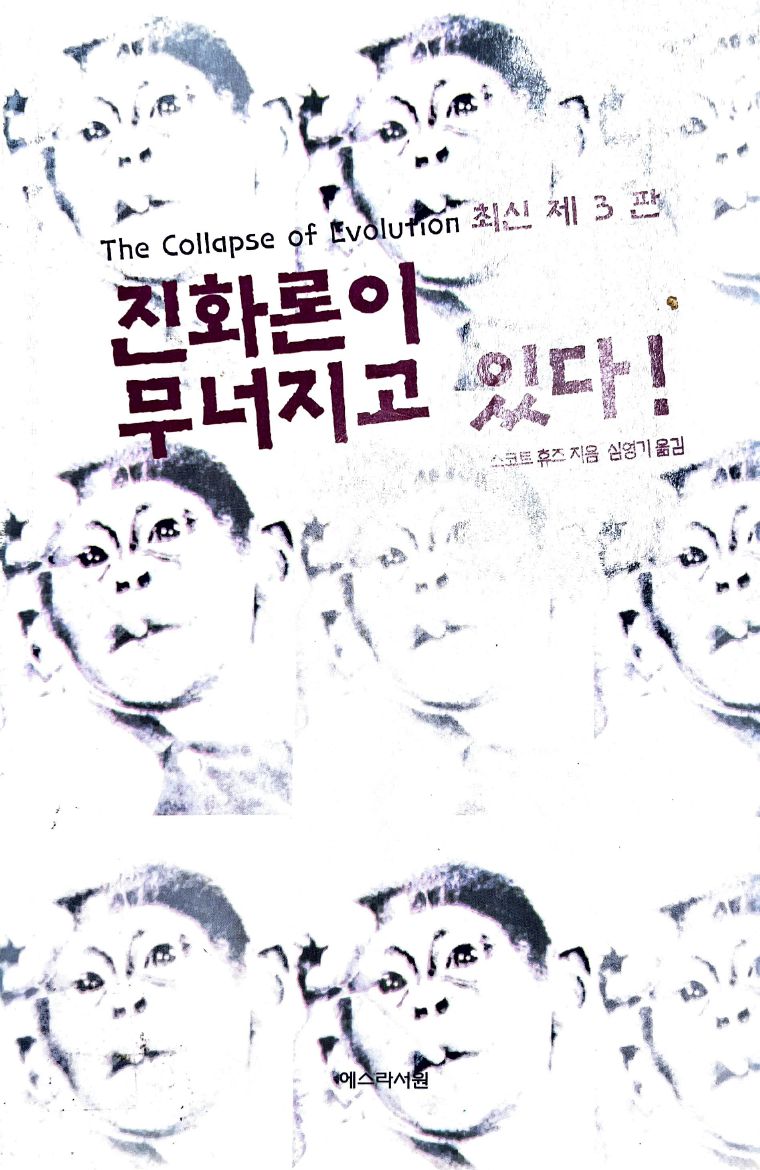 The Collapse of Evolution 최신 제 3 판
진화론이
무너지고 있다!
스코트 휴즈 지음 심영기 옮김
에스라서원